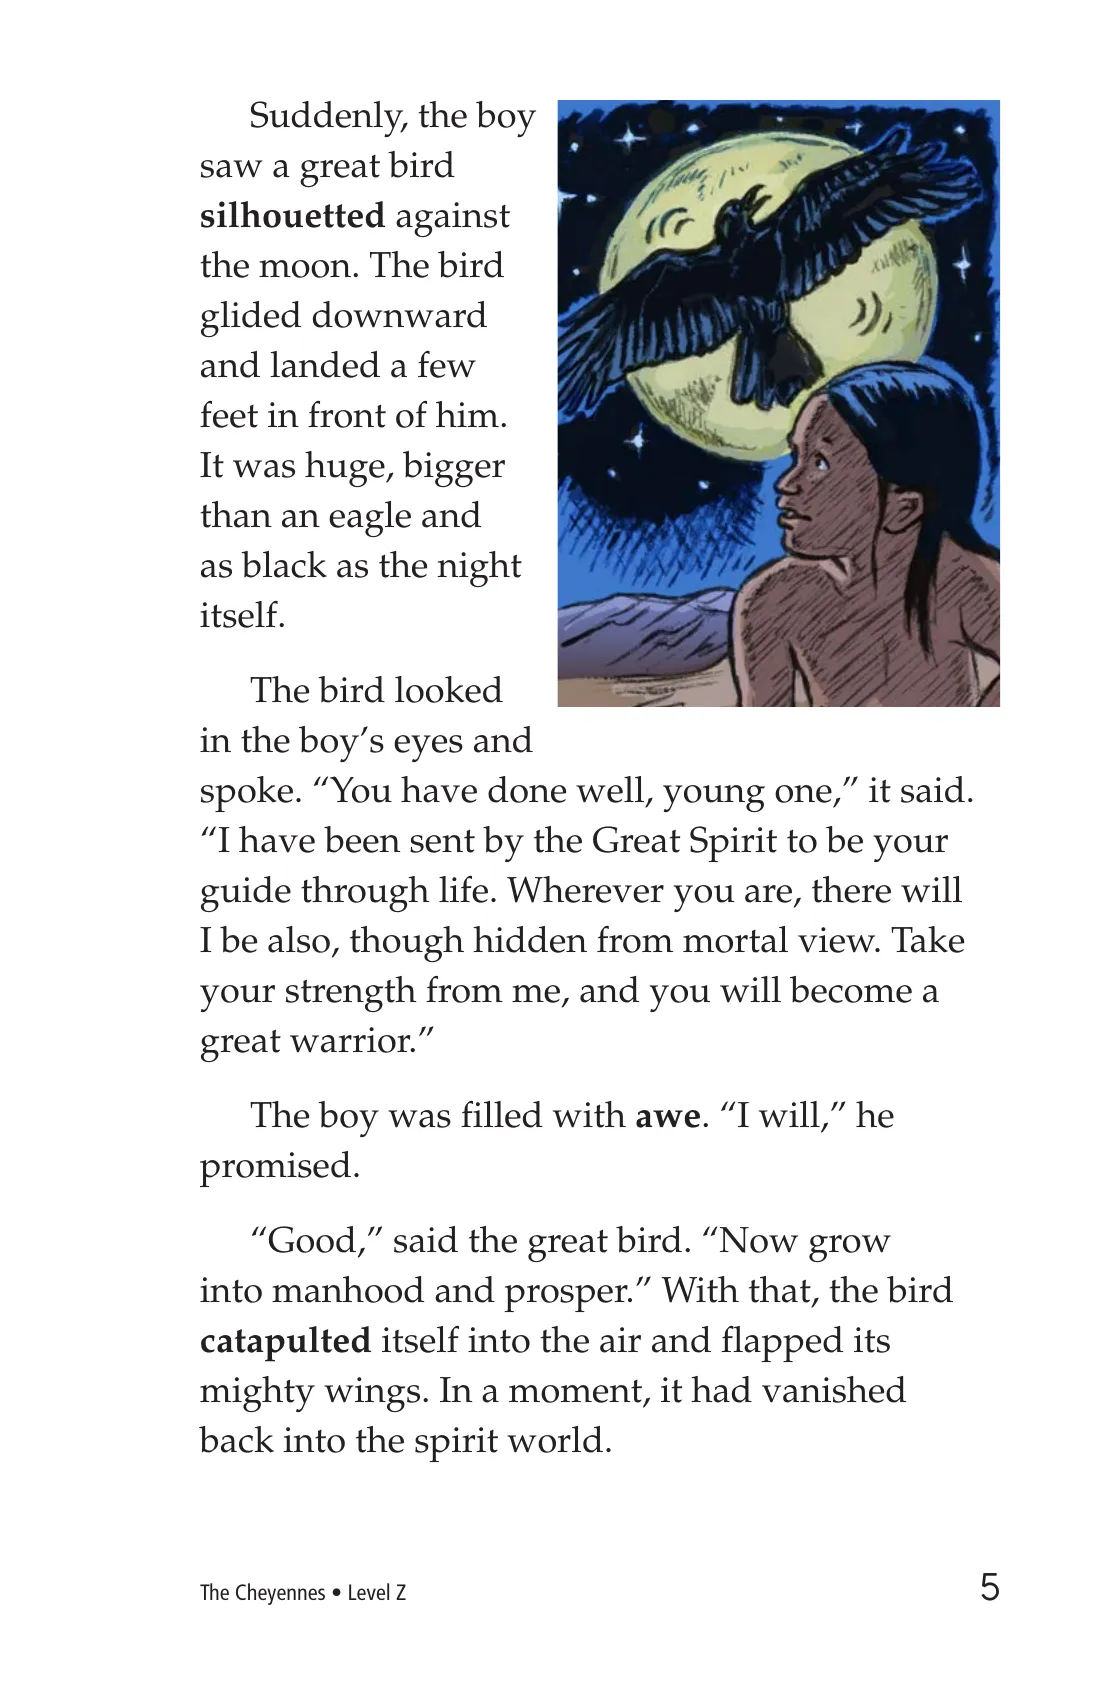 Suddenly, the boy
saw a great bird
silhouetted against
the moon. The bird
glided downward
and landed a few
feet in front of him.
It was huge, bigger
than an eagle and
as black as the night
itself.
The bird looked
in the boy’s eyes and
spoke. “You have done well, young one,” it said.
“I have been sent by the Great Spirit to be your
guide through life. Wherever you are, there will
I be also, though hidden from mortal view. Take
your strength from me, and you will become a
great warrior.”
The boy was filled with awe. “I will,” he
promised.
“Good,” said the great bird. “Now grow
into manhood and prosper.” With that, the bird
catapulted itself into the air and flapped its
mighty wings. In a moment, it had vanished
back into the spirit world.
The Cheyennes • Level Z
5